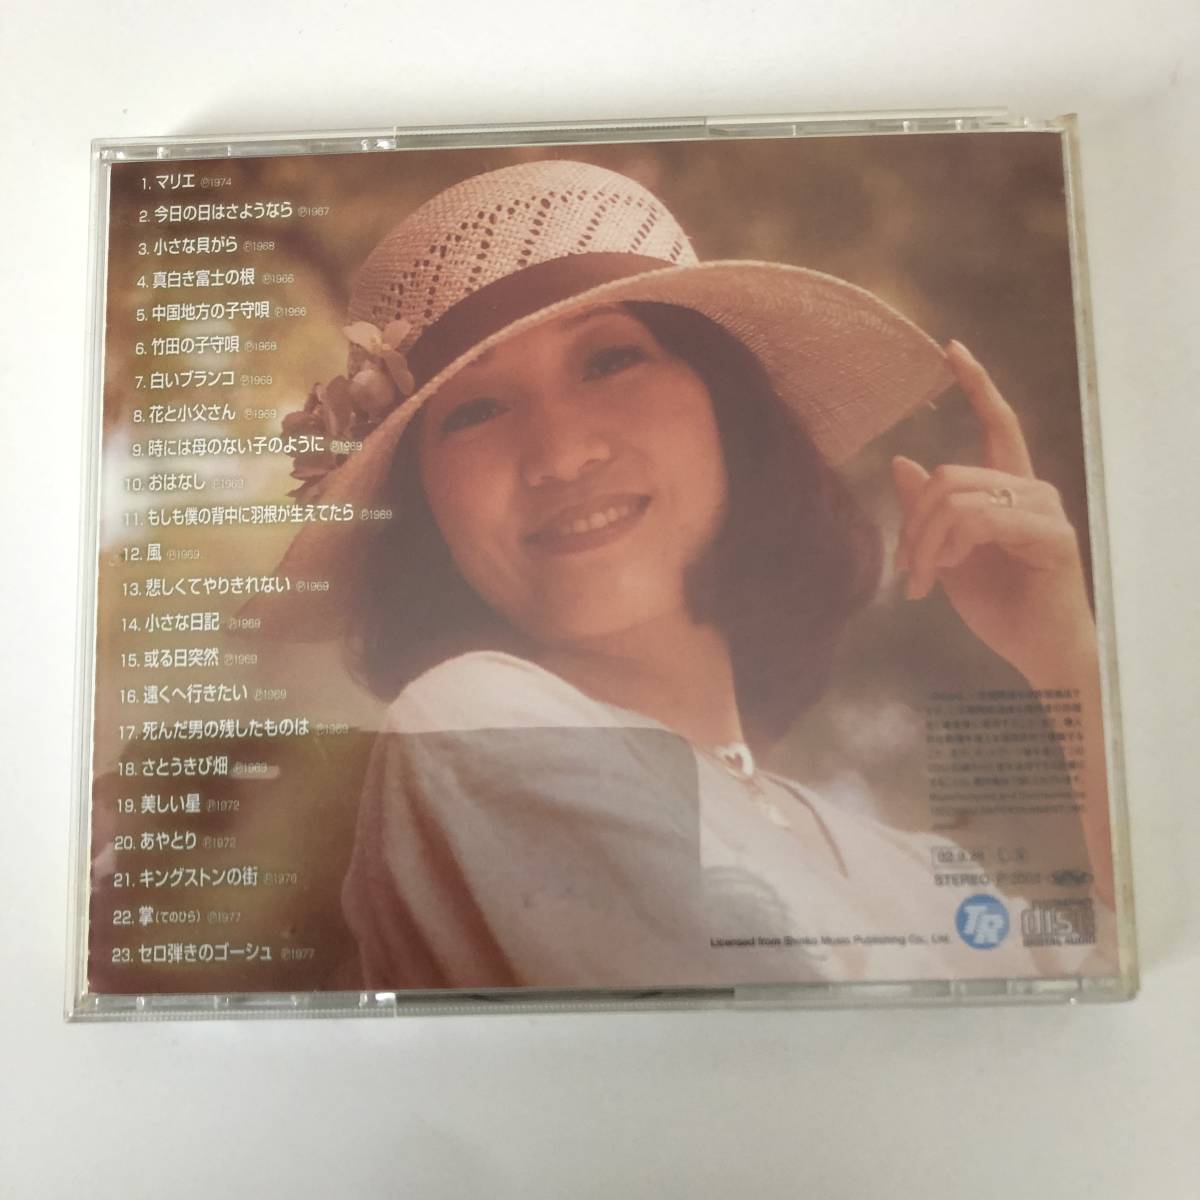 1. マリエ ℗1974
2. 今日の日はさようなら ℗1967
3. 小さな貝がら ℗1968
4. 真白き富士の根 ℗1966
5. 中国地方の子守唄 ℗1966
6. 竹田の子守唄 ℗1968
7. 白いブランコ ℗1969
8. 花と小父さん ℗1969
9. 時には母のない子のように ℗1969
10. おはなし ℗1969
11. もしも僕の背中に羽根が生えてたら ℗1969
12. 風 ℗1969
13. 悲しくてやりきれない ℗1969
14. 小さな日記 ℗1969
15. 或る日突然 ℗1969
16. 遠くへ行きたい ℗1969
17. 死んだ男の残したものは ℗1969
18. さとうきび畑 ℗1969
19. 美しい星 ℗1972
20. あやとり ℗1972
21. キングストンの街 ℗1976
22. 掌(てのひら) ℗1977
23. セロ弾きのゴーシュ ℗1977
STEREO
TR
COMPACT disc DIGITAL AUDIO
Licensed from Shinko Music Publishing Co., Ltd.